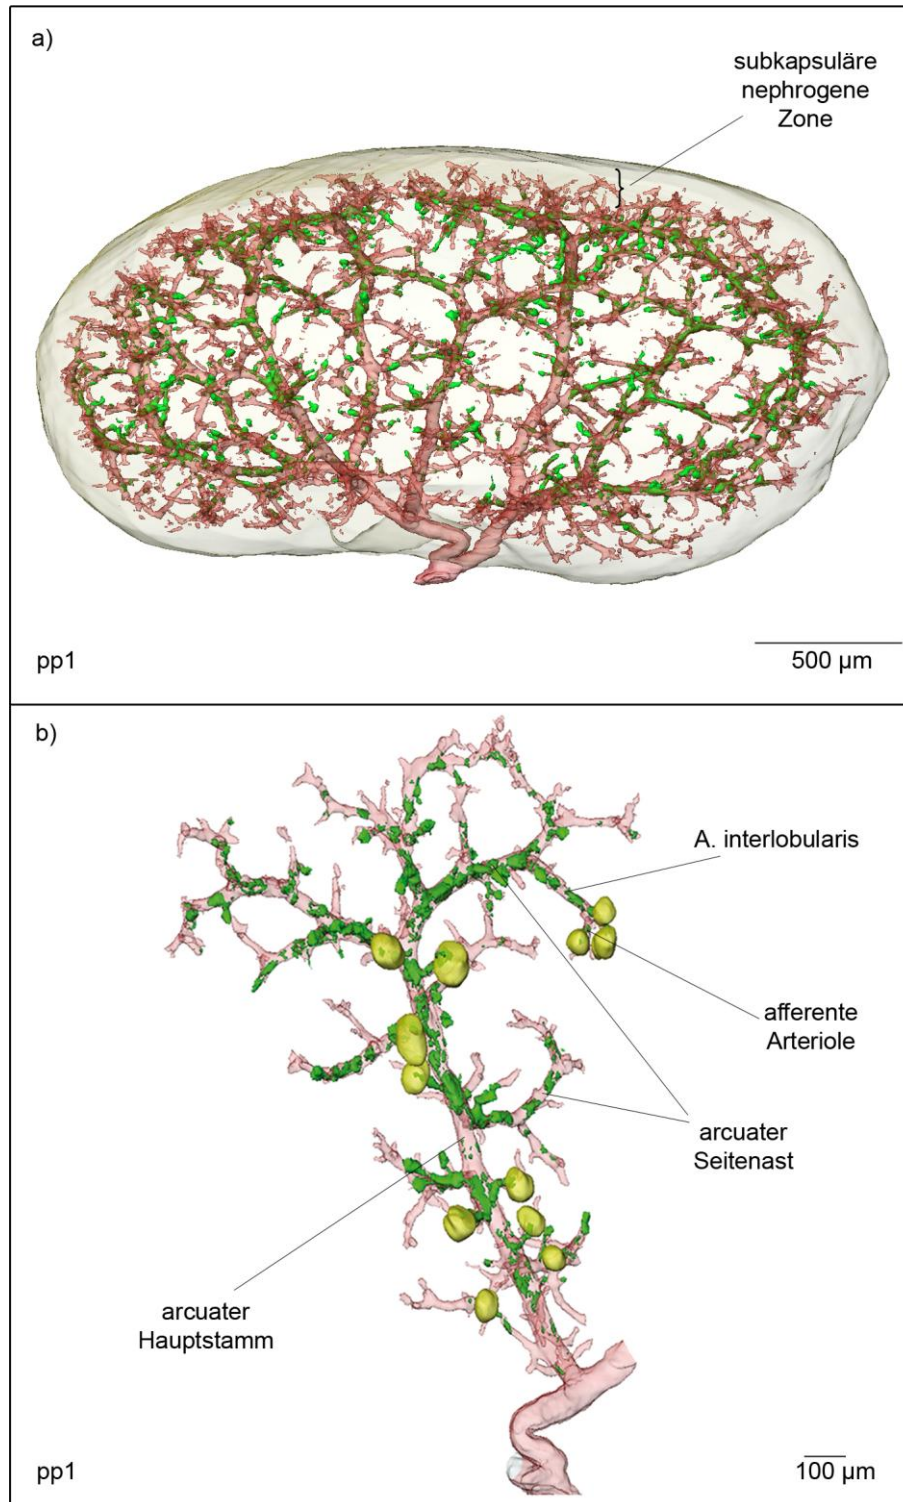 a)
subkapsuläre
nephrogene
Zone
pp1
500 µm
b)
A. interlobularis
afferente
Arteriole
arcuater
Seitenast
arcuater
Hauptstamm
pp1
100 µm